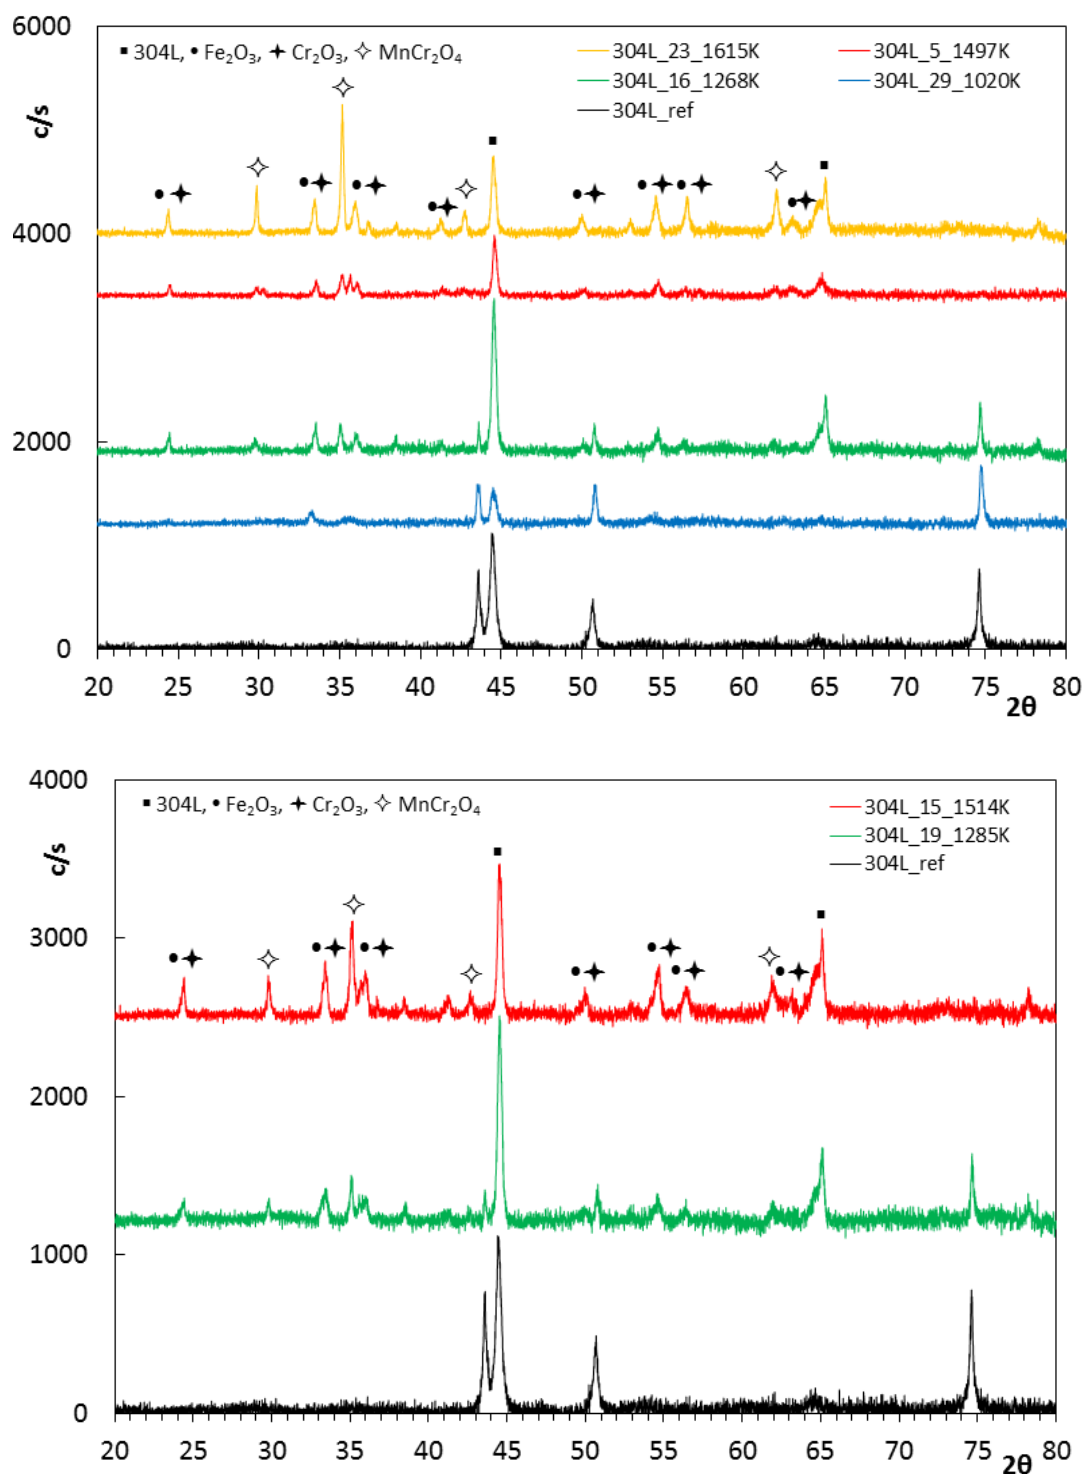 6000
■ 304L, ● Fe₂O₃, ✦ Cr₂O₃, ✧ MnCr₂O₄
304L_23_1615K 304L_5_1497K
304L_16_1268K 304L_29_1020K
304L_ref
c/s
4000
2000
0
20 25 30 35 40 45 50 55 60 65 70 75 80
2θ
4000
■ 304L, ● Fe₂O₃, ✦ Cr₂O₃, ✧ MnCr₂O₄
304L_15_1514K
304L_19_1285K
304L_ref
c/s
3000
2000
1000
0
20 25 30 35 40 45 50 55 60 65 70 75 80
2θ